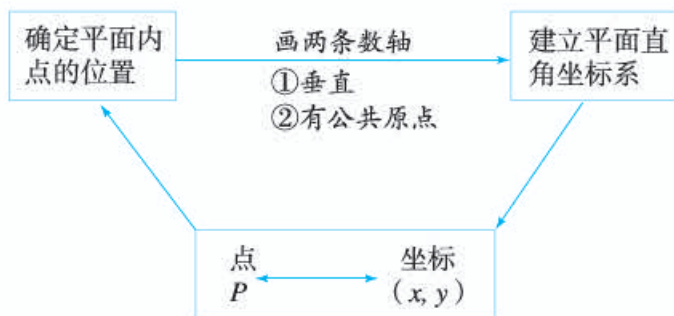 确定平面内
点的位置
画两条数轴
①垂直
②有公共原点
建立平面直
角坐标系
点
P
坐标
(x, y)